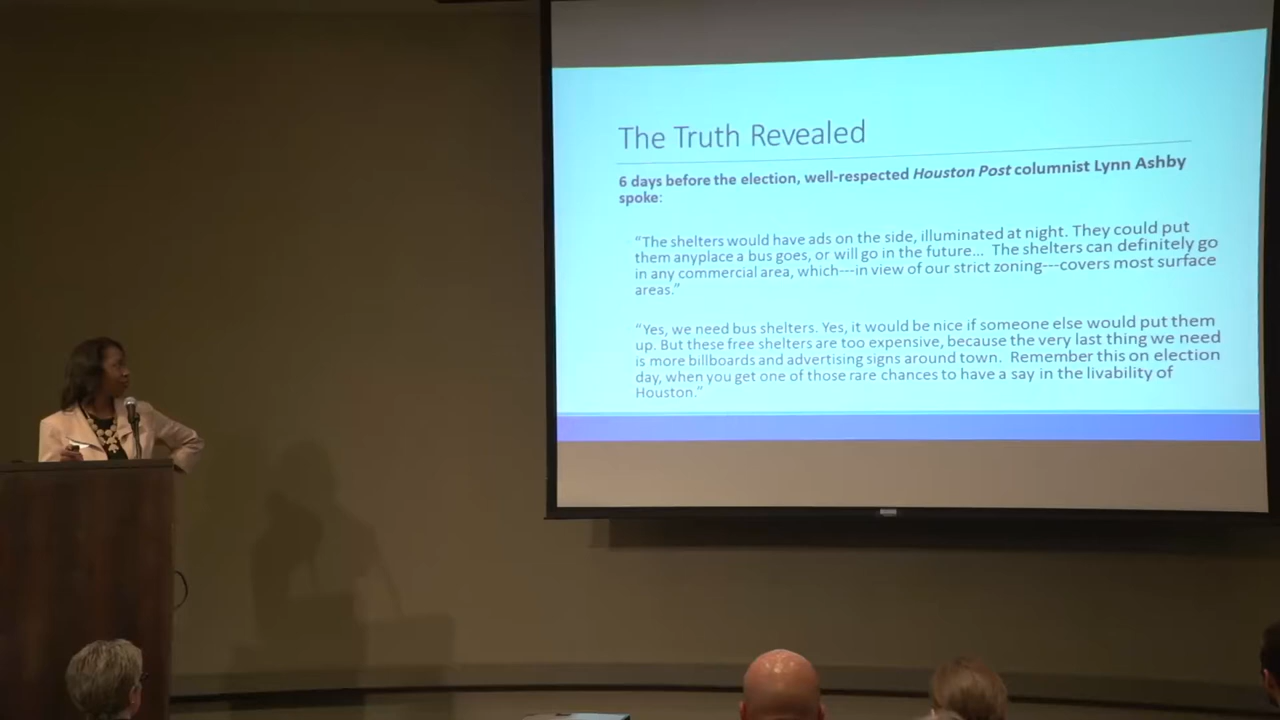 The Truth Revealed
6 days before the election, well-respected Houston Post columnist Lynn Ashby
spoke:
“The shelters would have ads on the side, illuminated at night. They could put
them anyplace a bus goes, or will go in the future... The shelters can definitely go
in any commercial area, which---in view of our strict zoning---covers most surface
areas.”
“Yes, we need bus shelters. Yes, it would be nice if someone else would put them
up. But these free shelters are too expensive, because the very last thing we need
is more billboards and advertising signs around town. Remember this on election
day, when you get one of those rare chances to have a say in the livability of
Houston.”